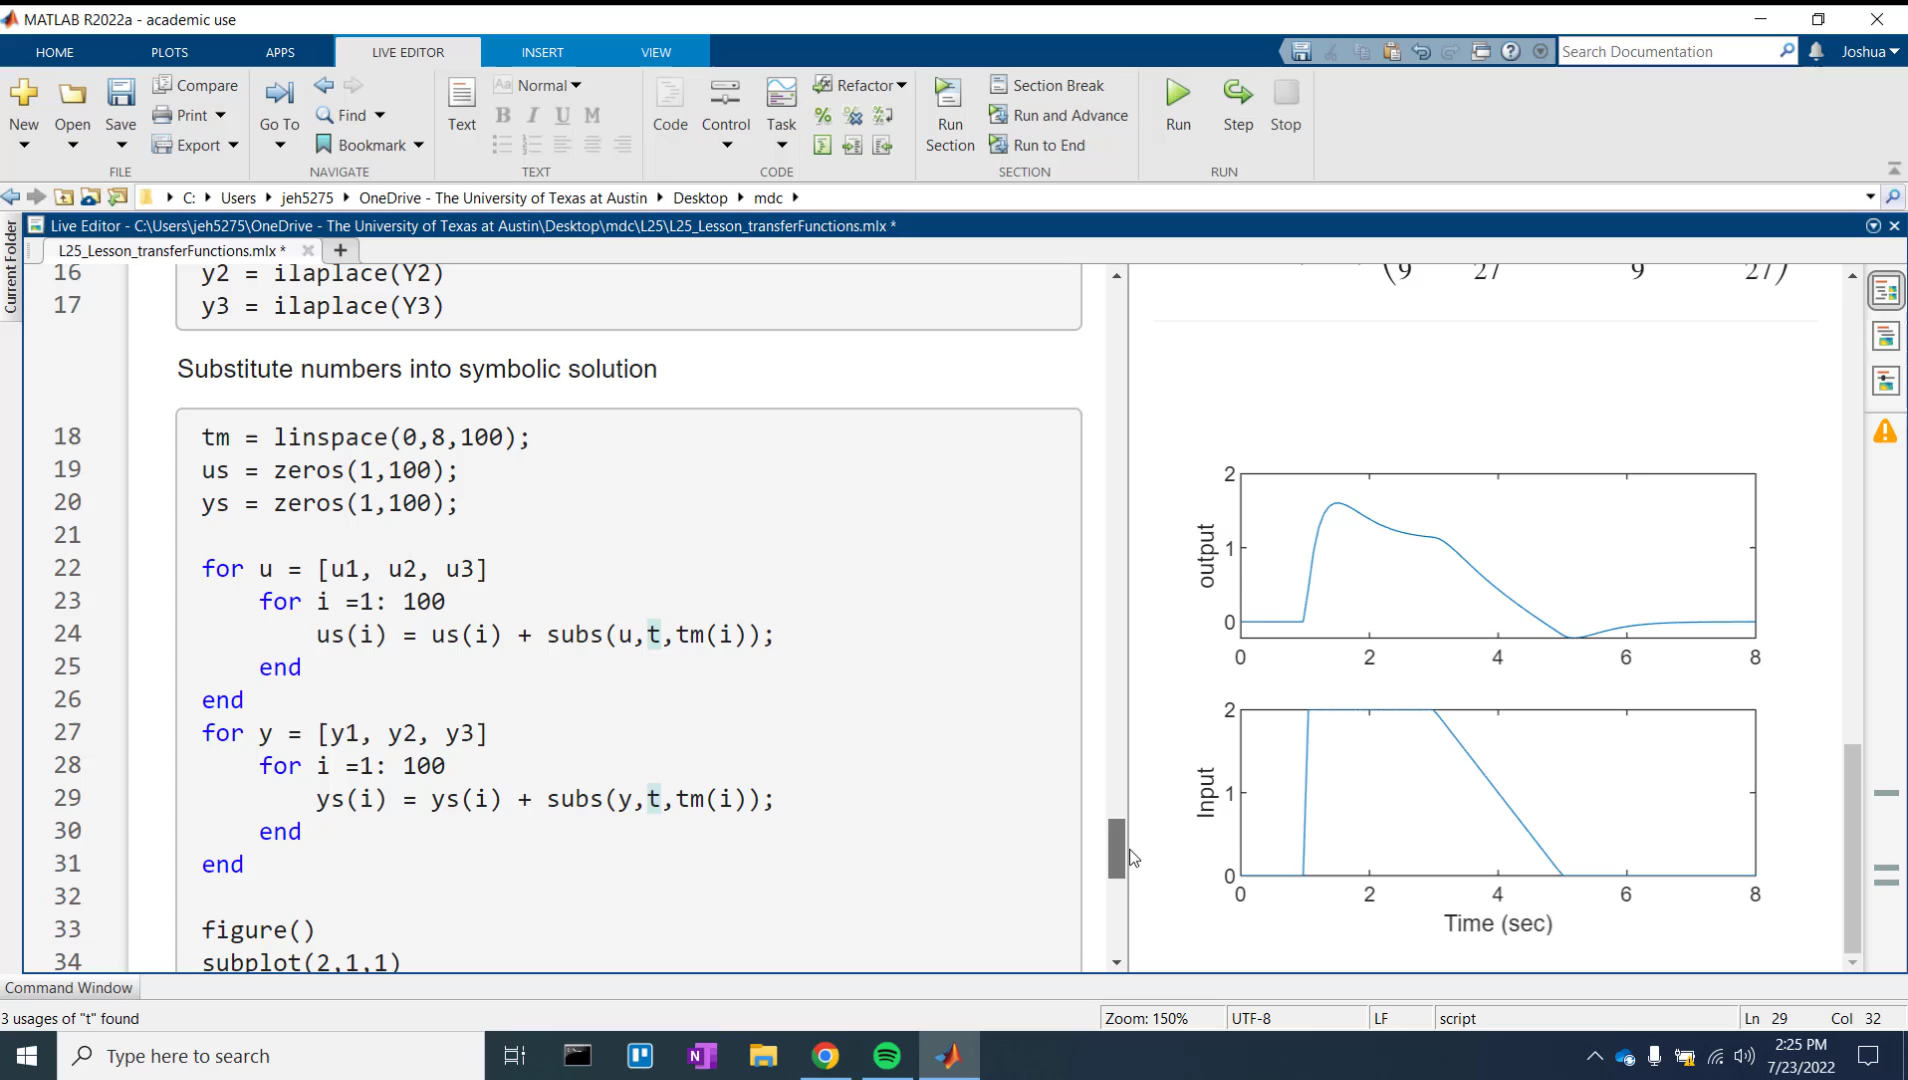 MATLAB R2022a - academic use
HOME PLOTS APPS LIVE EDITOR INSERT VIEW
Search Documentation
Joshua
New Open Save Compare Print Export
FILE
Go To Find Bookmark
NAVIGATE
Text Aa Normal
B I U M
TEXT
Code Control Task Refactor
CODE
Run Section Section Break
Run and Advance
Run to End
SECTION
Run Step Stop
RUN
C: Users jeh5275 OneDrive - The University of Texas at Austin Desktop mdc
Current Folder
Live Editor - C:\Users\jeh5275\OneDrive - The University of Texas at Austin\Desktop\mdc\L25\L25_Lesson_transferFunctions.mlx *
L25_Lesson_transferFunctions.mlx *
16 y2 = ilaplace(Y2)
17 y3 = ilaplace(Y3)
Substitute numbers into symbolic solution
18 tm = linspace(0,8,100);
19 us = zeros(1,100);
20 ys = zeros(1,100);
21
22 for u = [u1, u2, u3]
23 for i =1: 100
24 us(i) = us(i) + subs(u,t,tm(i));
25 end
26 end
27 for y = [y1, y2, y3]
28 for i =1: 100
29 ys(i) = ys(i) + subs(y,t,tm(i));
30 end
31 end
32
33 figure()
34 subplot(2,1,1)
(9 27 9 27)
2
1
0
output
0 2 4 6 8
2
1
0
Input
0 2 4 6 8
Time (sec)
Command Window
3 usages of "t" found
Zoom: 150% UTF-8 LF script Ln 29 Col 32
Type here to search
2:25 PM
7/23/2022